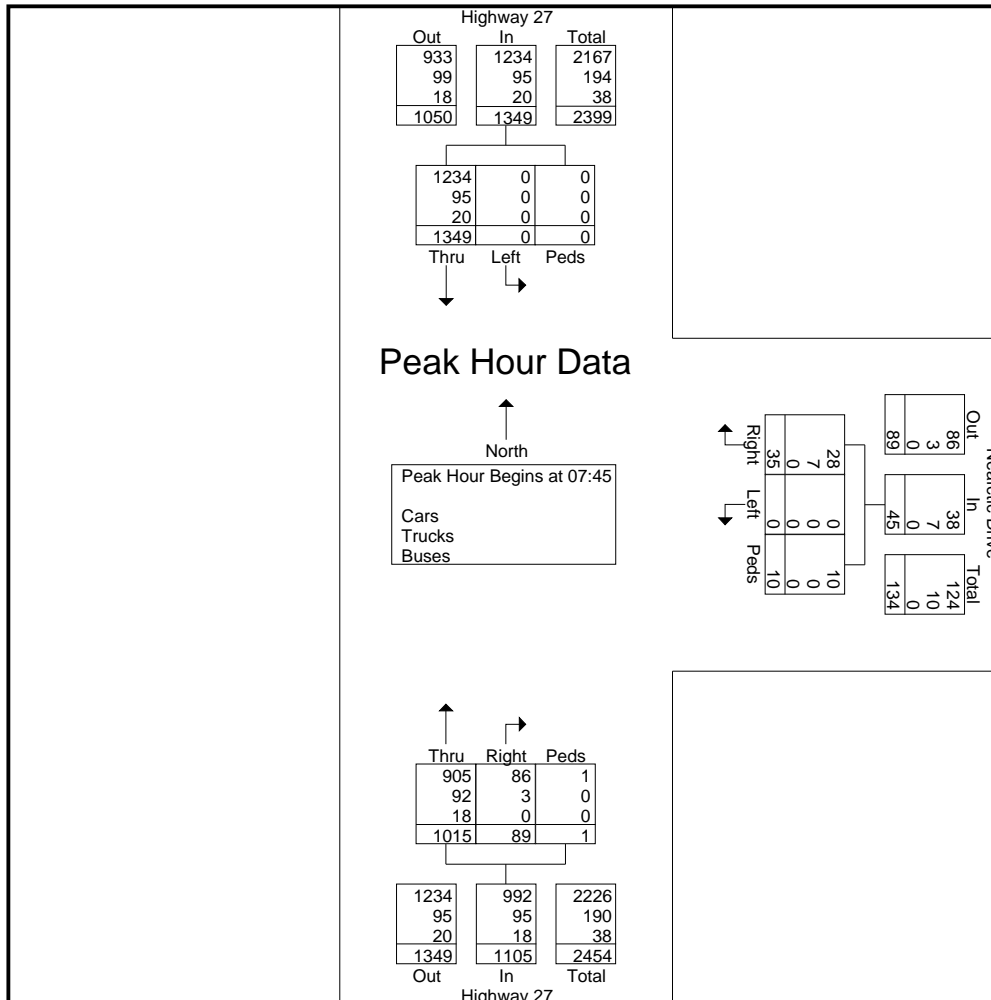 Highway 27
Out In Total
933 1234 2167
99 95 194
18 20 38
1050 1349 2399
1234 0 0
95 0 0
20 0 0
1349 0 0
Thru Left Peds
Peak Hour Data
North
Peak Hour Begins at 07:45
Cars
Trucks
Buses
Out In Total
86 38 124
3 7 10
0 0 0
89 45 134
28 0 10
7 0 0
0 0 0
35 0 10
Right Left Peds
Thru Right Peds
905 86 1
92 3 0
18 0 0
1015 89 1
1234 992 2226
95 95 190
20 18 38
1349 1105 2454
Out In Total
Highway 27